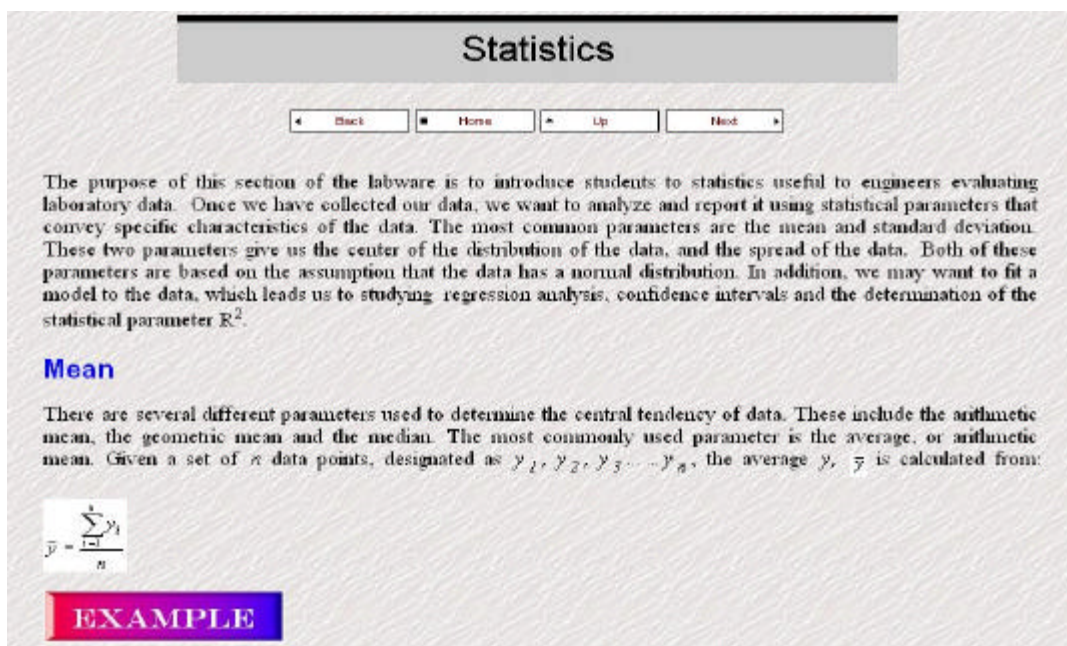 Statistics
Back Home Up Next
The purpose of this section of the labware is to introduce students to statistics useful to engineers evaluating
laboratory data. Once we have collected our data, we want to analyze and report it using statistical parameters that
convey specific characteristics of the data. The most common parameters are the mean and standard deviation.
These two parameters give us the center of the distribution of the data, and the spread of the data. Both of these
parameters are based on the assumption that the data has a normal distribution. In addition, we may want to fit a
model to the data, which leads us to studying regression analysis, confidence intervals and the determination of the
statistical parameter R².
Mean
There are several different parameters used to determine the central tendency of data. These include the arithmetic
mean, the geometric mean and the median. The most commonly used parameter is the average, or arithmetic
mean. Given a set of n data points, designated as y₁, y₂, y₃......yₙ, the average y, ȳ is calculated from:
n
∑ yᵢ
ȳ = i=1
n
EXAMPLE